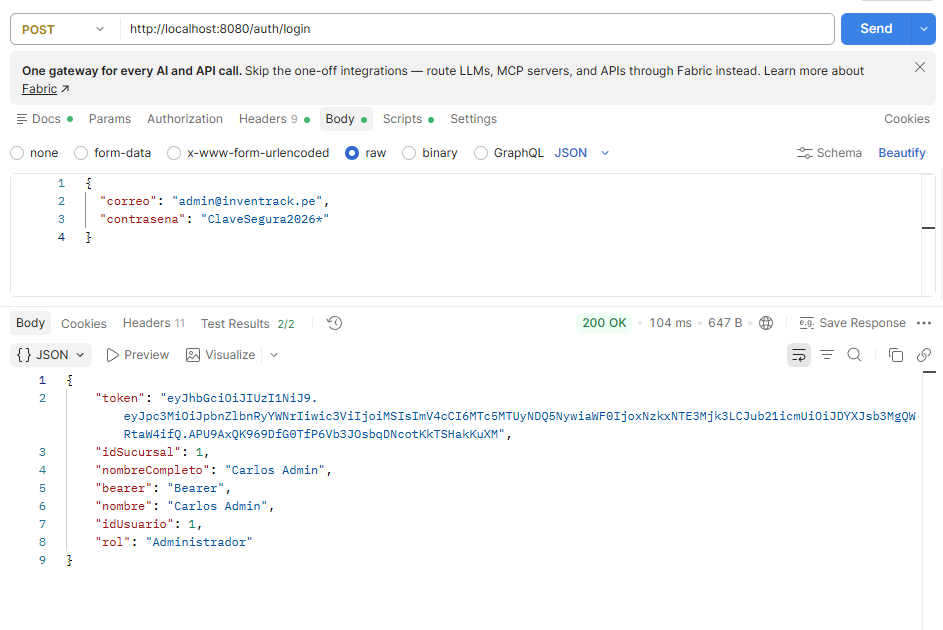 POST http://localhost:8080/auth/login Send
One gateway for every AI and API call. Skip the one-off integrations — route LLMs, MCP servers, and APIs through Fabric instead. Learn more about
Fabric ↗
Docs Params Authorization Headers 9 Body Scripts Settings Cookies
none form-data x-www-form-urlencoded raw binary GraphQL JSON Schema Beautify
1 {
2 "correo": "admin@inventrack.pe",
3 "contrasena": "ClaveSegura2026*"
4 }
Body Cookies Headers 11 Test Results 2/2 200 OK • 104 ms • 647 B • e.g. Save Response
{} JSON Preview Visualize
1 {
2 "token": "eyJhbGciOiJIUzI1NiJ9.
eyJpc3MiOiJpbnZlbnRyYWNrIiwic3ViIjoiMSIsImV4cCI6MTc5MTUyNDQ5NywiaWF0IjoxNzkxNTE3Mjk3LCJub21icmUiOiJDYXJsb3MgQW
RtaW4ifQ.APU9AxQK969DfG0TfP6Vb3JOsbqDNcotKkTSHakKuXM",
3 "idSucursal": 1,
4 "nombreCompleto": "Carlos Admin",
5 "bearer": "Bearer",
6 "nombre": "Carlos Admin",
7 "idUsuario": 1,
8 "rol": "Administrador"
9 }